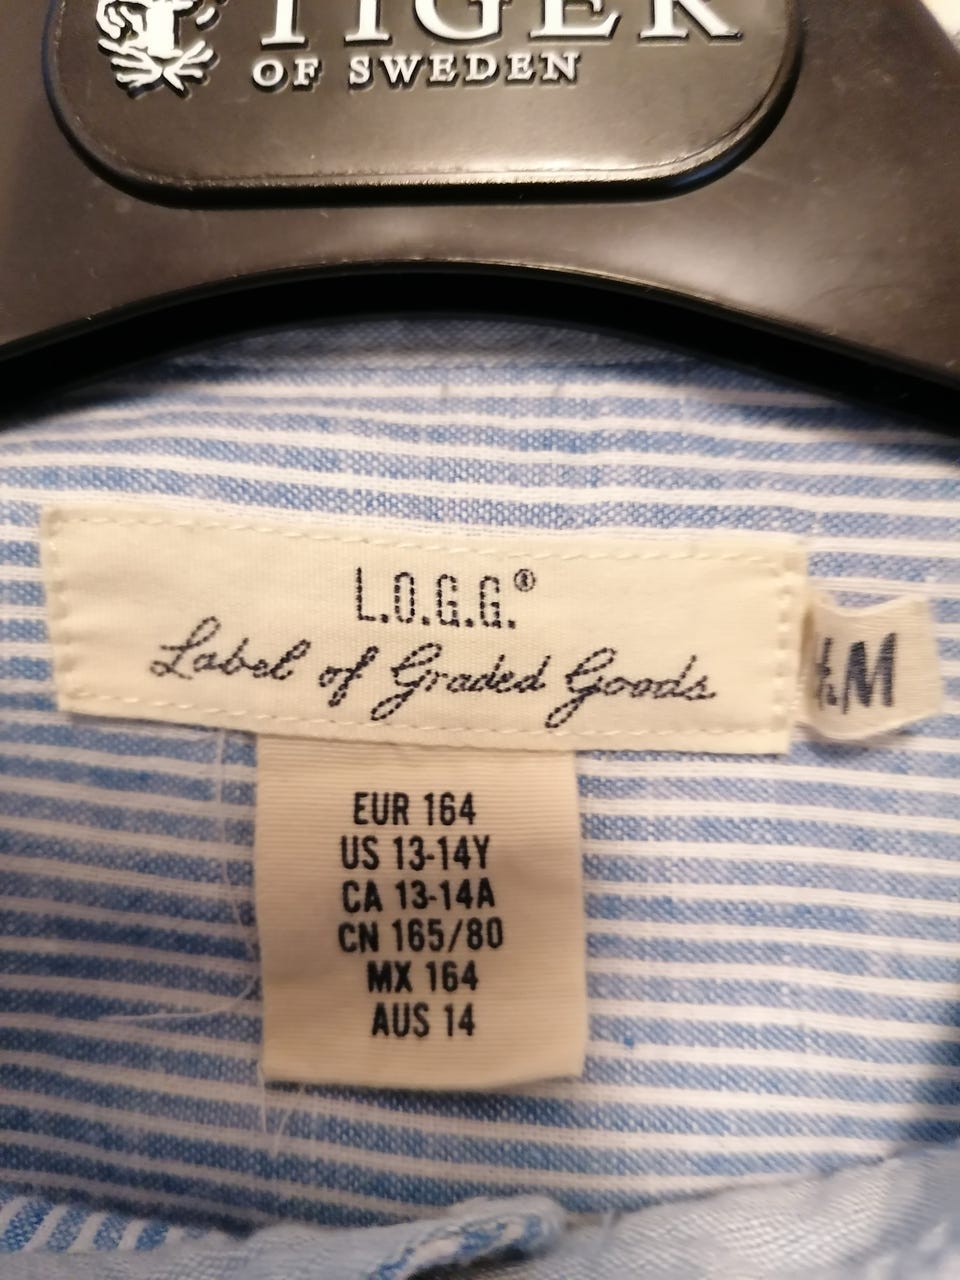 TIGER
OF SWEDEN
L.O.G.G.®
Label of Graded Goods
&M
EUR 164
US 13-14Y
CA 13-14A
CN 165/80
MX 164
AUS 14